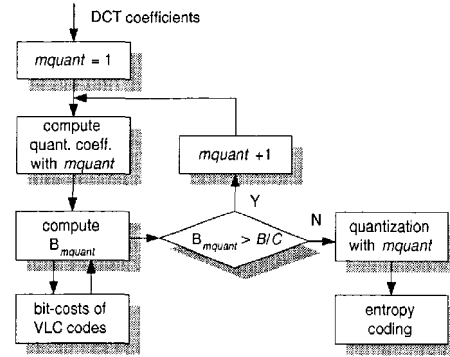 DCT coefficients
mquant = 1
compute
quant. coeff.
with mquant
mquant +1
Y
compute
Bmquant
Bmquant > B/C
N
quantization
with mquant
bit-costs of
VLC codes
entropy
coding